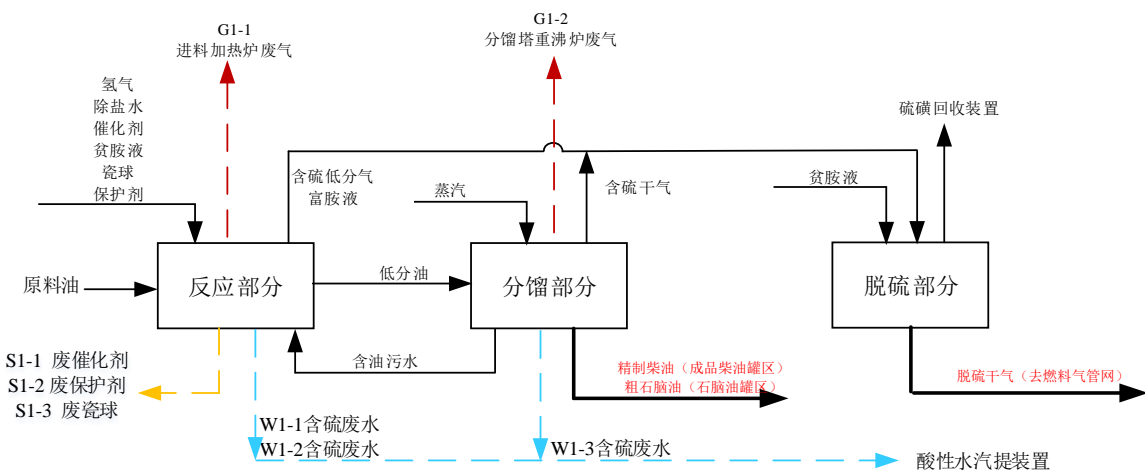 G1-1
进料加热炉废气
G1-2
分馏塔重沸炉废气
氢气
除盐水
催化剂
贫胺液
瓷球
保护剂
硫磺回收装置
含硫低分气
富胺液
蒸汽
含硫干气
贫胺液
原料油
反应部分
低分油
分馏部分
脱硫部分
含油污水
S1-1 废催化剂
S1-2 废保护剂
S1-3 废瓷球
精制柴油（成品柴油罐区）
粗石脑油（石脑油罐区）
脱硫干气（去燃料气管网）
W1-1含硫废水
W1-2含硫废水
W1-3含硫废水
酸性水汽提装置